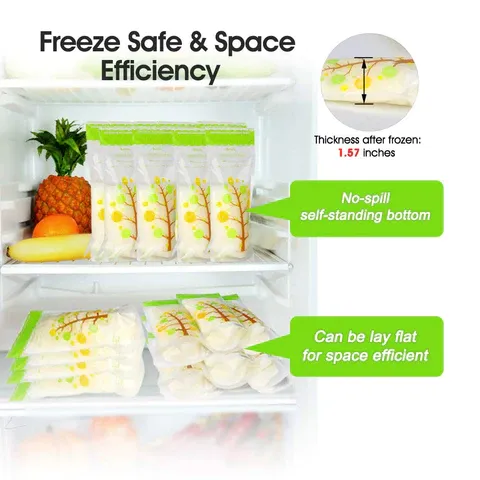 Freeze Safe & Space
Efficiency
Thickness after frozen:
1.57 inches
No-spill
self-standing bottom
Can be lay flat
for space efficient